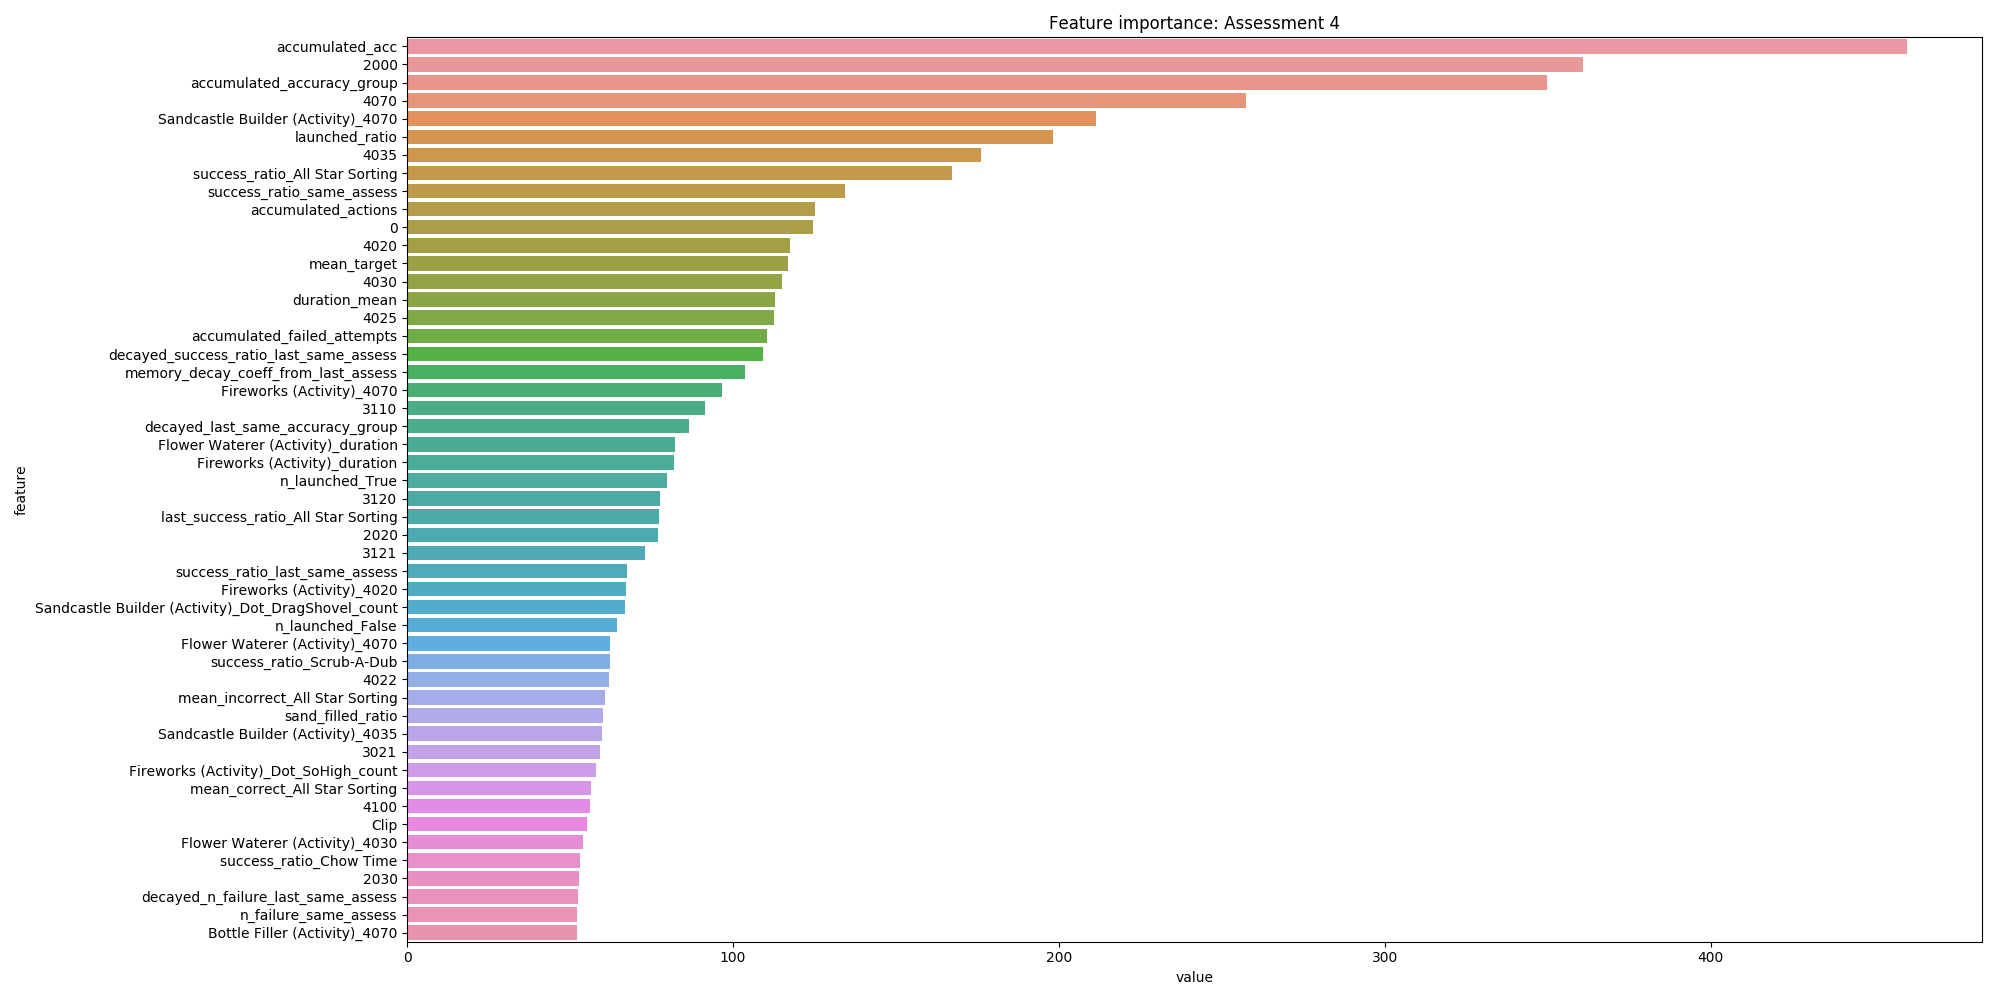 Feature importance: Assessment 4
accumulated_acc
2000
accumulated_accuracy_group
4070
Sandcastle Builder (Activity)_4070
launched_ratio
4035
success_ratio_All Star Sorting
success_ratio_same_assess
accumulated_actions
0
4020
mean_target
4030
duration_mean
4025
accumulated_failed_attempts
decayed_success_ratio_last_same_assess
memory_decay_coeff_from_last_assess
Fireworks (Activity)_4070
3110
decayed_last_same_accuracy_group
Flower Waterer (Activity)_duration
Fireworks (Activity)_duration
n_launched_True
3120
last_success_ratio_All Star Sorting
2020
3121
success_ratio_last_same_assess
Fireworks (Activity)_4020
Sandcastle Builder (Activity)_Dot_DragShovel_count
n_launched_False
Flower Waterer (Activity)_4070
success_ratio_Scrub-A-Dub
4022
mean_incorrect_All Star Sorting
sand_filled_ratio
Sandcastle Builder (Activity)_4035
3021
Fireworks (Activity)_Dot_SoHigh_count
mean_correct_All Star Sorting
4100
Clip
Flower Waterer (Activity)_4030
success_ratio_Chow Time
2030
decayed_n_failure_last_same_assess
n_failure_same_assess
Bottle Filler (Activity)_4070
feature
0 100 200 300 400
value